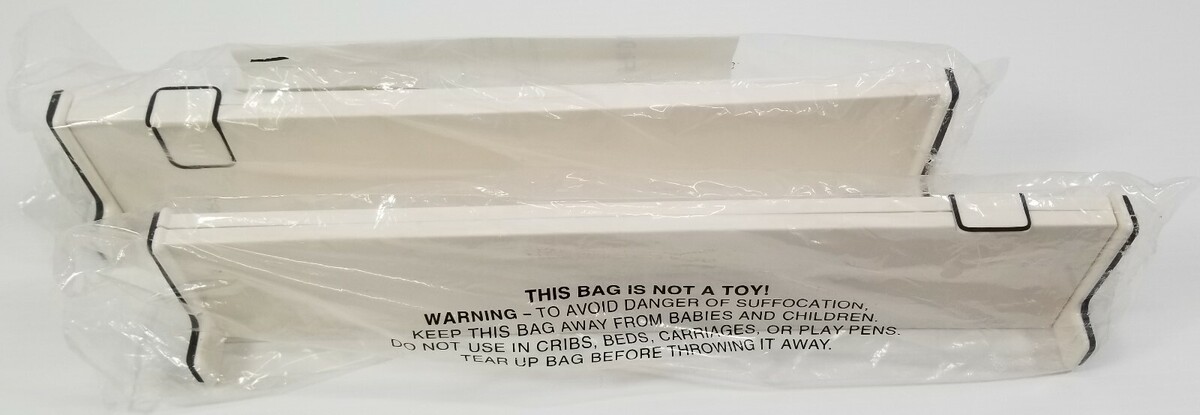 THIS BAG IS NOT A TOY!
WARNING – TO AVOID DANGER OF SUFFOCATION,
KEEP THIS BAG AWAY FROM BABIES AND CHILDREN.
DO NOT USE IN CRIBS, BEDS, CARRIAGES, OR PLAY PENS.
TEAR UP BAG BEFORE THROWING IT AWAY.